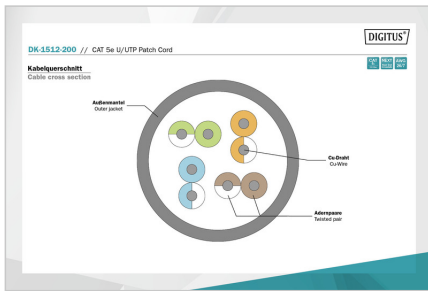 DIGITUS®
DK-1512-200 // CAT 5e U/UTP Patch Cord
Kabelquerschnitt
Cable cross section
Außenmantel
Outer jacket
Cu-Draht
Cu-Wire
Adernpaare
Twisted pair